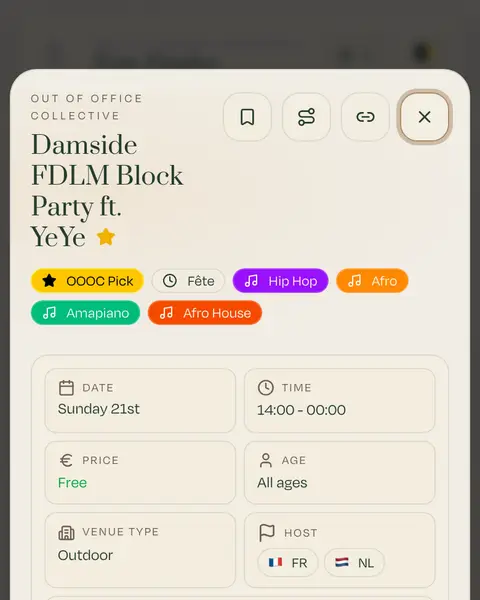 OUT OF OFFICE
COLLECTIVE
Damside
FDLM Block
Party ft.
YeYe
OOOC Pick
Fête
Hip Hop
Afro
Amapiano
Afro House
DATE
Sunday 21st
TIME
14:00 - 00:00
PRICE
Free
AGE
All ages
VENUE TYPE
Outdoor
HOST
FR
NL